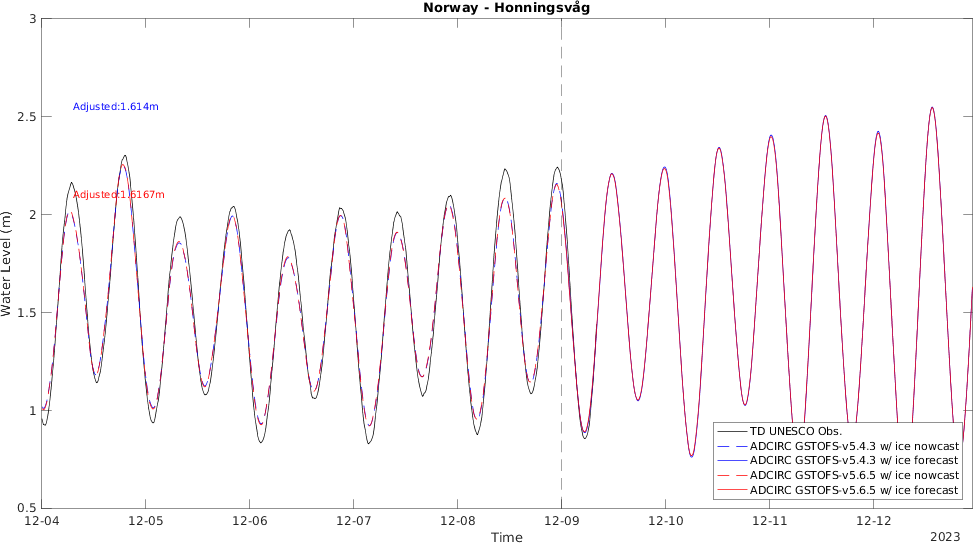 Norway - Honningsvåg
3
2.5
2
1.5
1
0.5
Water Level (m)
Adjusted:1.614m
Adjusted:1.6167m
TD UNESCO Obs.
ADCIRC GSTOFS-v5.4.3 w/ ice nowcast
ADCIRC GSTOFS-v5.4.3 w/ ice forecast
ADCIRC GSTOFS-v5.6.5 w/ ice nowcast
ADCIRC GSTOFS-v5.6.5 w/ ice forecast
12-04 12-05 12-06 12-07 12-08 12-09 12-10 12-11 12-12
Time
2023